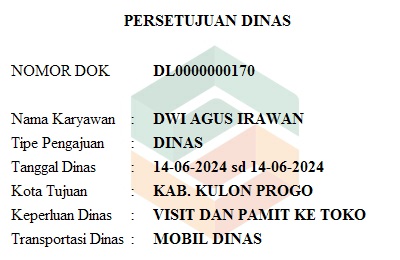 PERSETUJUAN DINAS
NOMOR DOK DL0000000170
Nama Karyawan : DWI AGUS IRAWAN
Tipe Pengajuan : DINAS
Tanggal Dinas : 14-06-2024 sd 14-06-2024
Kota Tujuan : KAB. KULON PROGO
Keperluan Dinas : VISIT DAN PAMIT KE TOKO
Transportasi Dinas : MOBIL DINAS